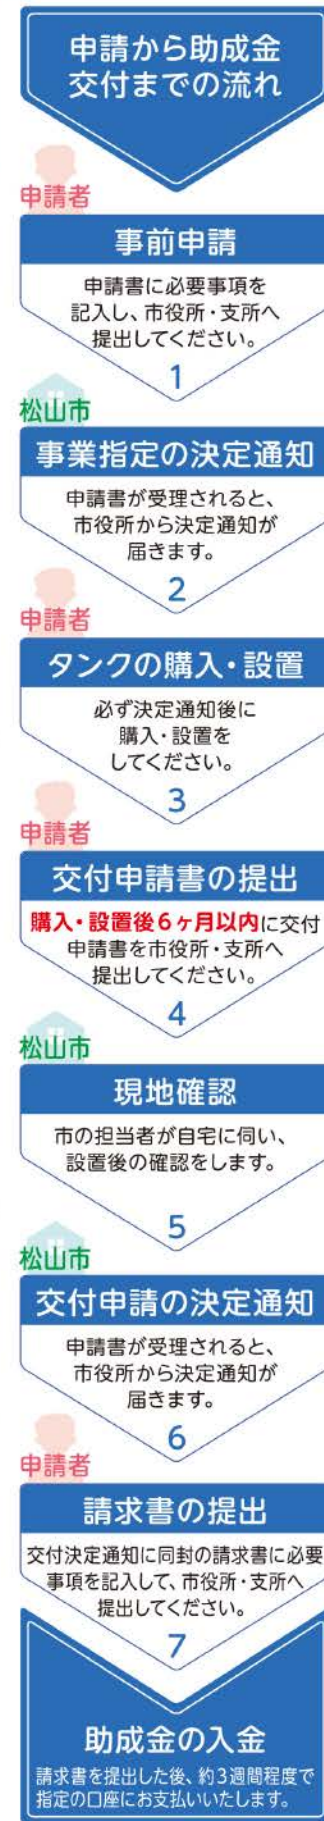 申請から助成金
交付までの流れ
申請者
事前申請
申請書に必要事項を
記入し、市役所・支所へ
提出してください。
1
松山市
事業指定の決定通知
申請書が受理されると、
市役所から決定通知が
届きます。
2
申請者
タンクの購入・設置
必ず決定通知後に
購入・設置を
してください。
3
申請者
交付申請書の提出
購入・設置後6ヶ月以内に交付
申請書を市役所・支所へ
提出してください。
4
松山市
現地確認
市の担当者が自宅に伺い、
設置後の確認をします。
5
松山市
交付申請の決定通知
申請書が受理されると、
市役所から決定通知が
届きます。
6
申請者
請求書の提出
交付決定通知に同封の請求書に必要
事項を記入して、市役所・支所へ
提出してください。
7
助成金の入金
請求書を提出した後、約3週間程度で
指定の口座にお支払いいたします。